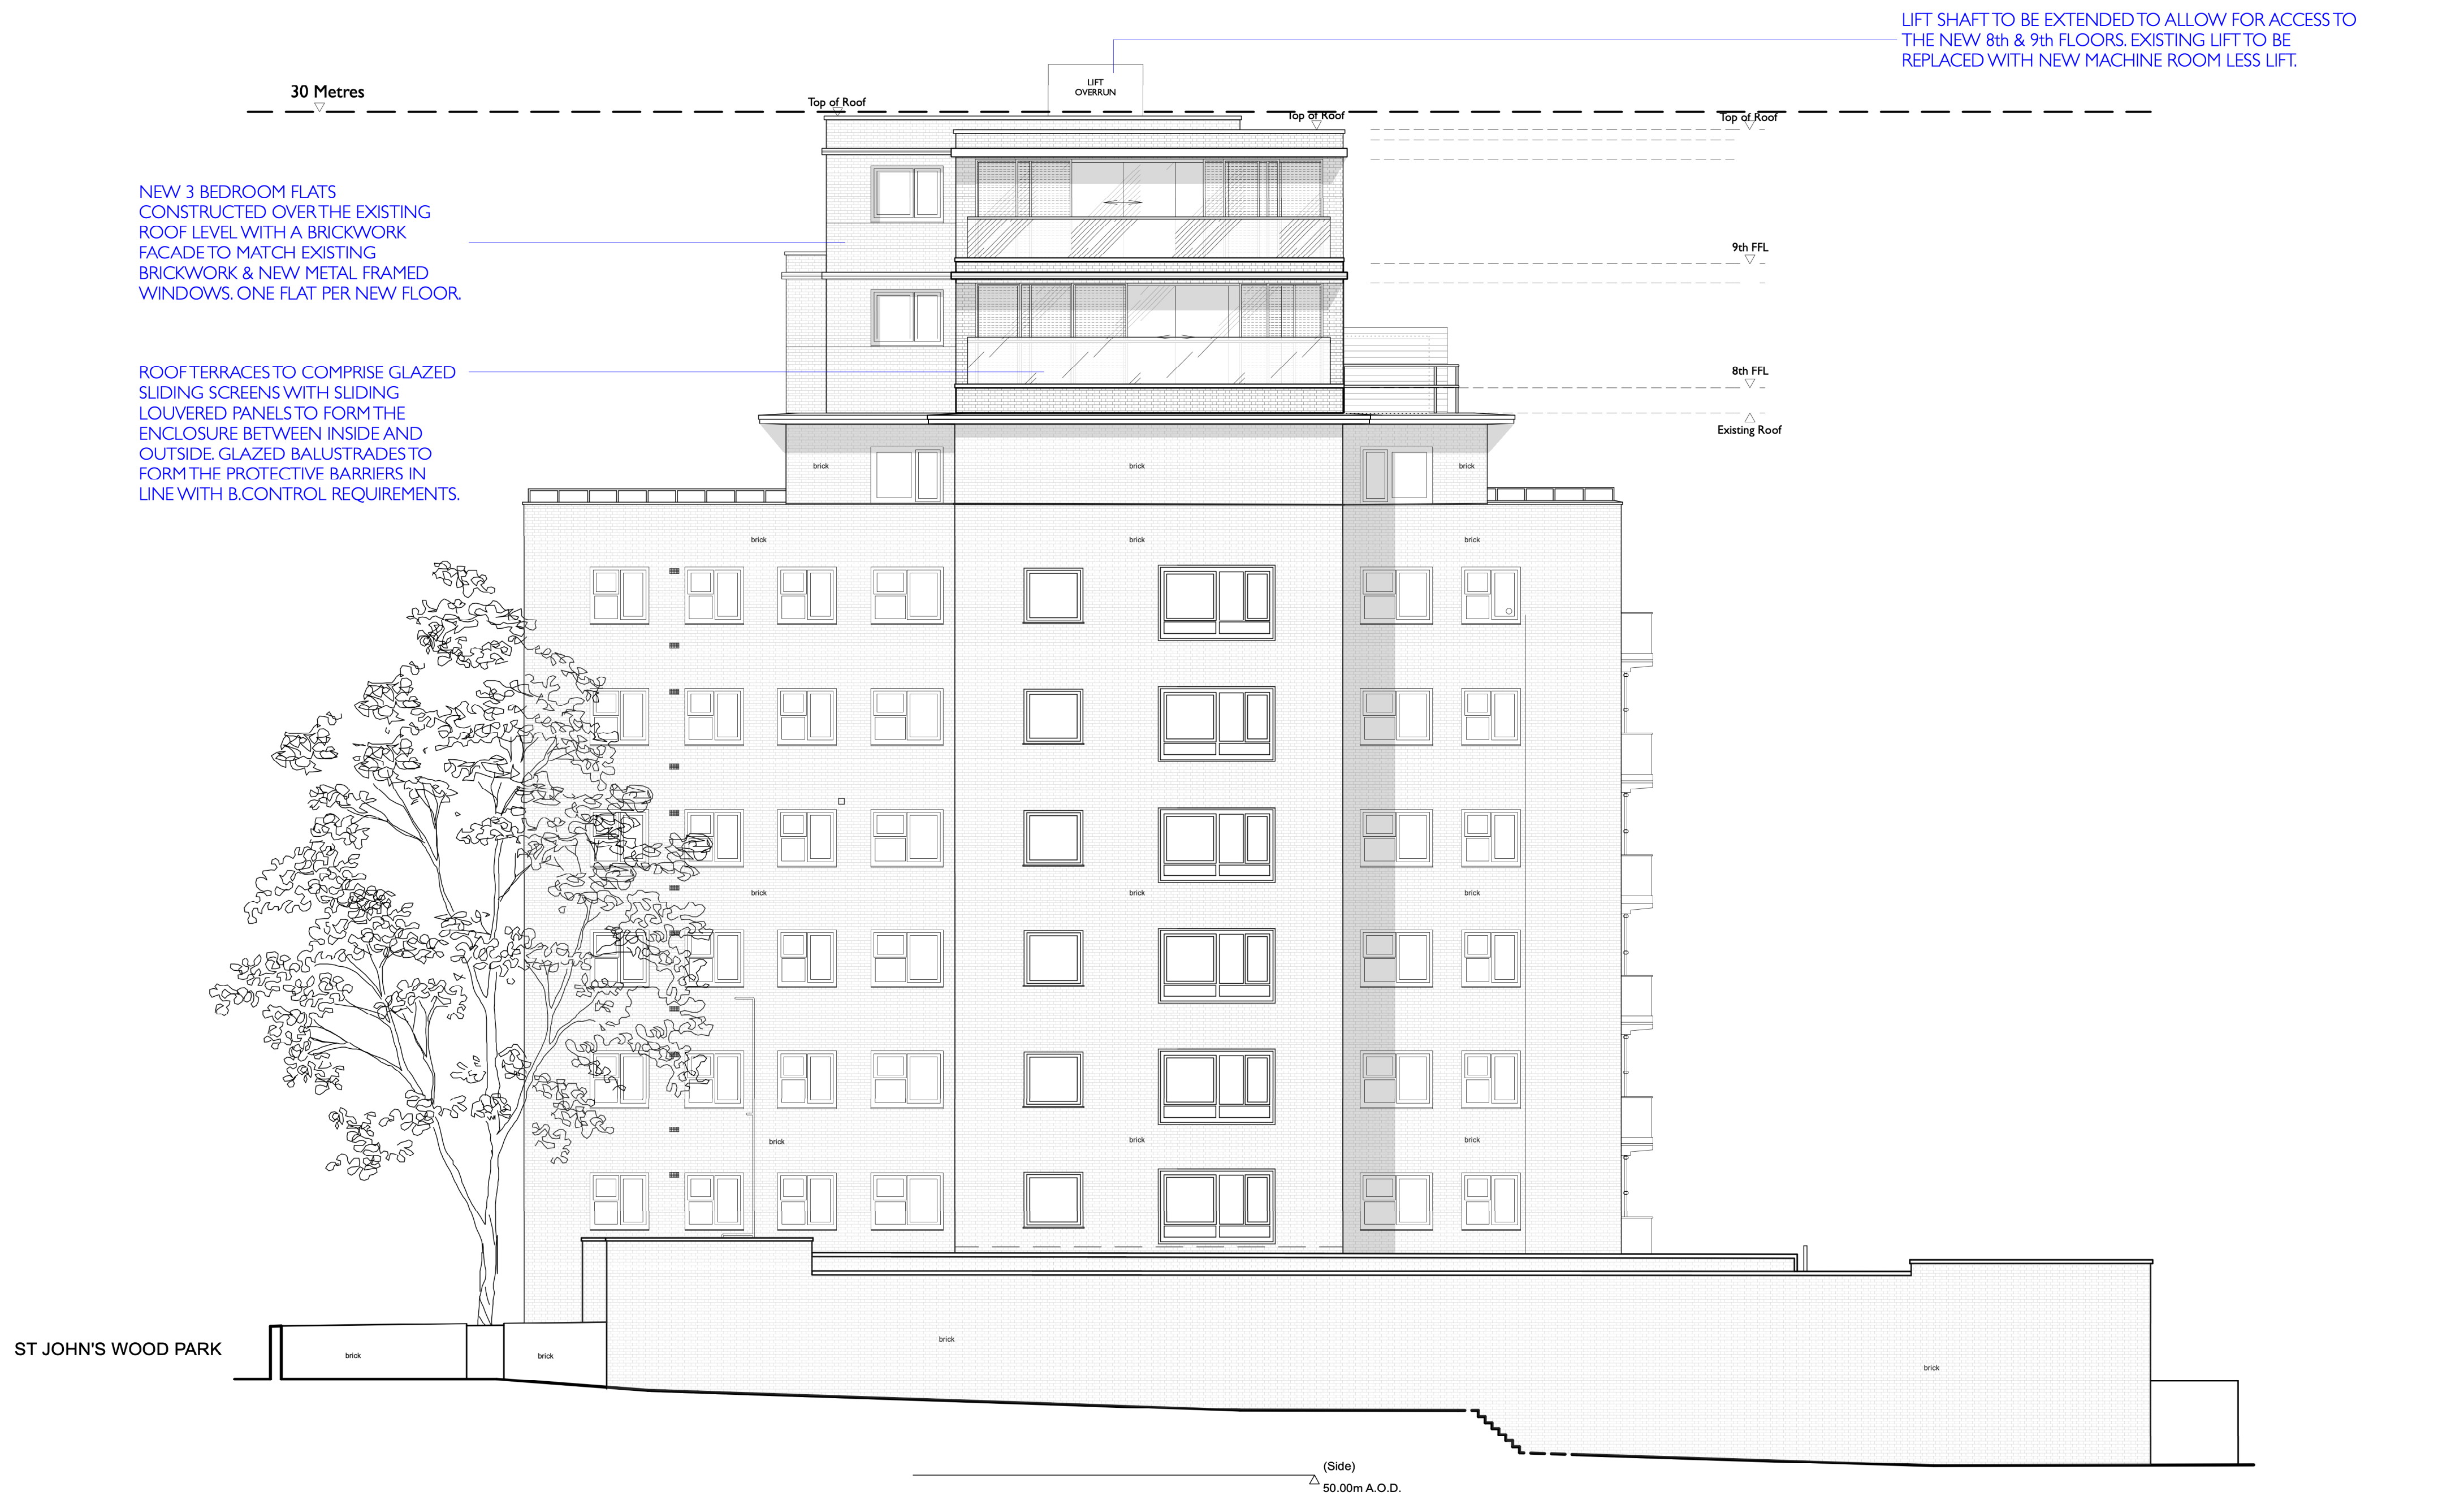 LIFT SHAFT TO BE EXTENDED TO ALLOW FOR ACCESS TO
THE NEW 8th & 9th FLOORS. EXISTING LIFT TO BE
REPLACED WITH NEW MACHINE ROOM LESS LIFT.
30 Metres
LIFT
OVERRUN
Top of Roof
Top of Roof
Top of Roof
NEW 3 BEDROOM FLATS
CONSTRUCTED OVER THE EXISTING
ROOF LEVEL WITH A BRICKWORK
FACADE TO MATCH EXISTING
BRICKWORK & NEW METAL FRAMED
WINDOWS. ONE FLAT PER NEW FLOOR.
9th FFL
ROOF TERRACES TO COMPRISE GLAZED
SLIDING SCREENS WITH SLIDING
LOUVERED PANELS TO FORM THE
ENCLOSURE BETWEEN INSIDE AND
OUTSIDE. GLAZED BALUSTRADES TO
FORM THE PROTECTIVE BARRIERS IN
LINE WITH B.CONTROL REQUIREMENTS.
8th FFL
Existing Roof
brick
brick
brick
brick
brick
brick
brick
brick
brick
brick
brick
brick
brick
ST JOHN'S WOOD PARK
brick
brick
brick
(Side)
50.00m A.O.D.